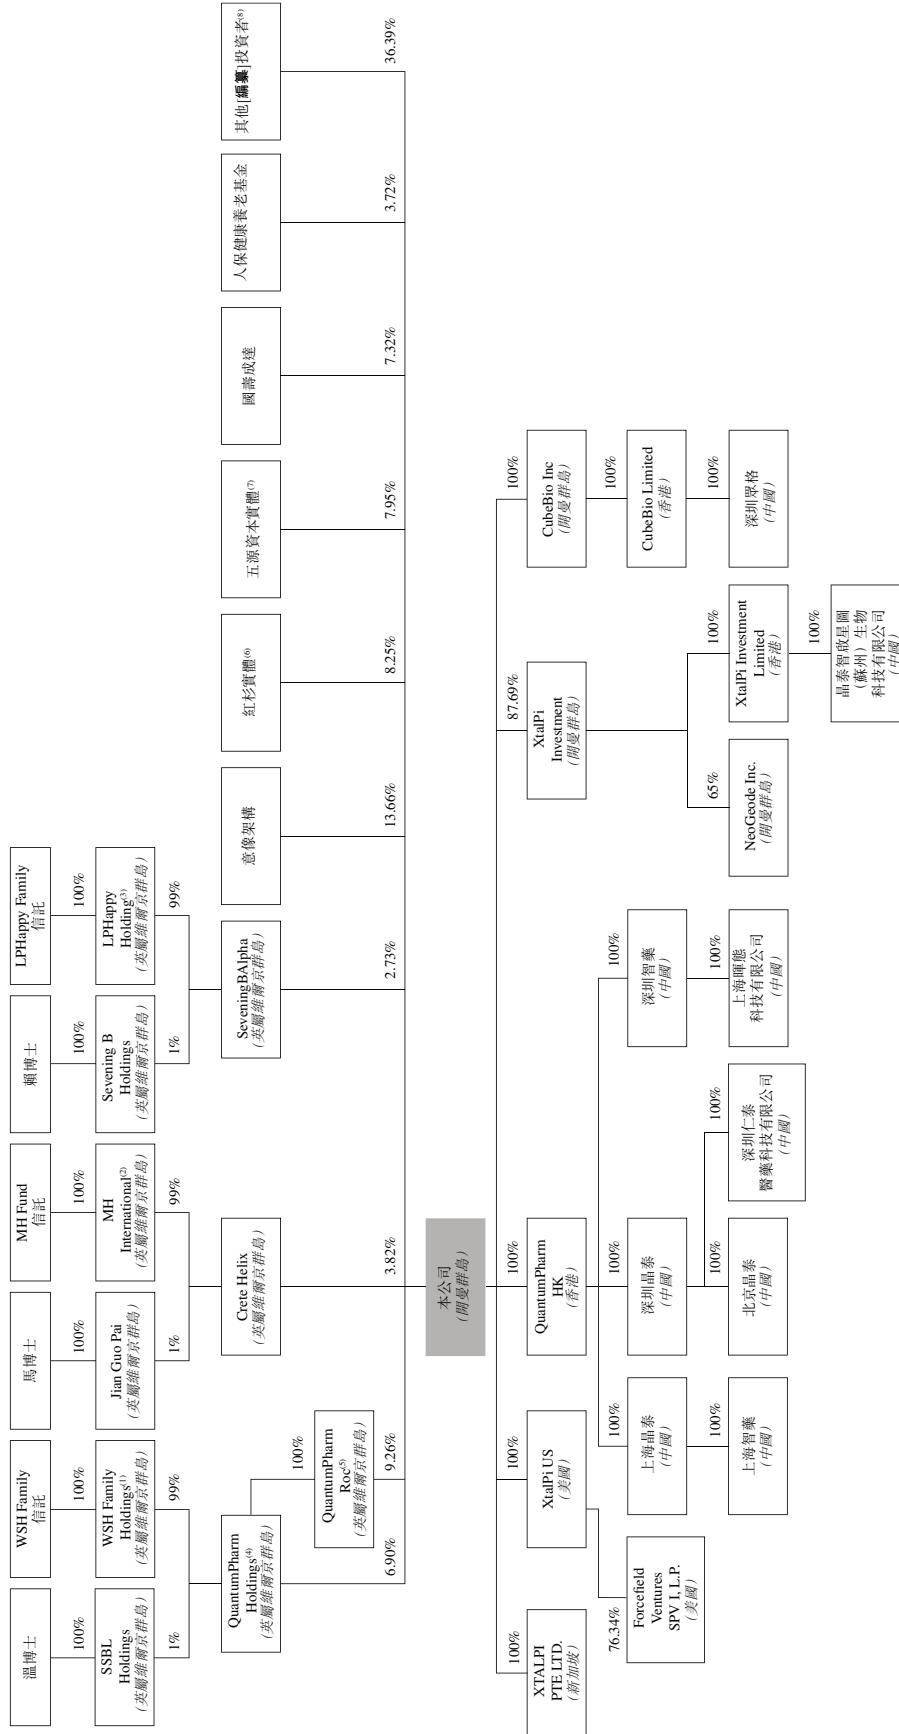 溫博士
WSH Family
信託
馬博士
MH Fund
信託
賴博士
LPHappy Family
信託
100%
100%
100%
100%
100%
100%
SSBL
Holdings
(英屬維爾京群島)
WSH Family
Holdings(1)
(英屬維爾京群島)
Jian Guo Pai
(英屬維爾京群島)
MH
International(2)
(英屬維爾京群島)
Sevening B
Holdings
(英屬維爾京群島)
LPHappy
Holding(3)
(英屬維爾京群島)
1%
99%
1%
99%
1%
99%
QuantumPharm
Holdings(4)
(英屬維爾京群島)
Crete Helix
(英屬維爾京群島)
SeveningBAlpha
(英屬維爾京群島)
意像架構
紅杉實體(6)
五源資本實體(7)
國壽成達
人保健康養老基金
其他[編纂]投資者(8)
100%
QuantumPharm
Roc(5)
(英屬維爾京群島)
6.90%
9.26%
3.82%
2.73%
13.66%
8.25%
7.95%
7.32%
3.72%
36.39%
本公司
(開曼群島)
100%
100%
100%
87.69%
100%
XTALPI
PTE LTD.
(新加坡)
XtalPi US
(美國)
QuantumPharm
HK
(香港)
XtalPi
Investment
(開曼群島)
CubeBio Inc
(開曼群島)
76.34%
100%
100%
100%
100%
Forcefield
Ventures
SPV I, L.P.
(美國)
上海晶泰
(中國)
深圳晶泰
(中國)
深圳智藥
(中國)
CubeBio Limited
(香港)
100%
100%
100%
100%
65%
100%
100%
上海智藥
(中國)
北京晶泰
(中國)
深圳仁泰
醫藥科技有限公司
(中國)
上海暉態
科技有限公司
(中國)
NeoGeode Inc.
(開曼群島)
XtalPi Investment
Limited
(香港)
深圳眾格
(中國)
100%
晶泰智啟星圖
（蘇州）生物
科技有限公司
(中國)